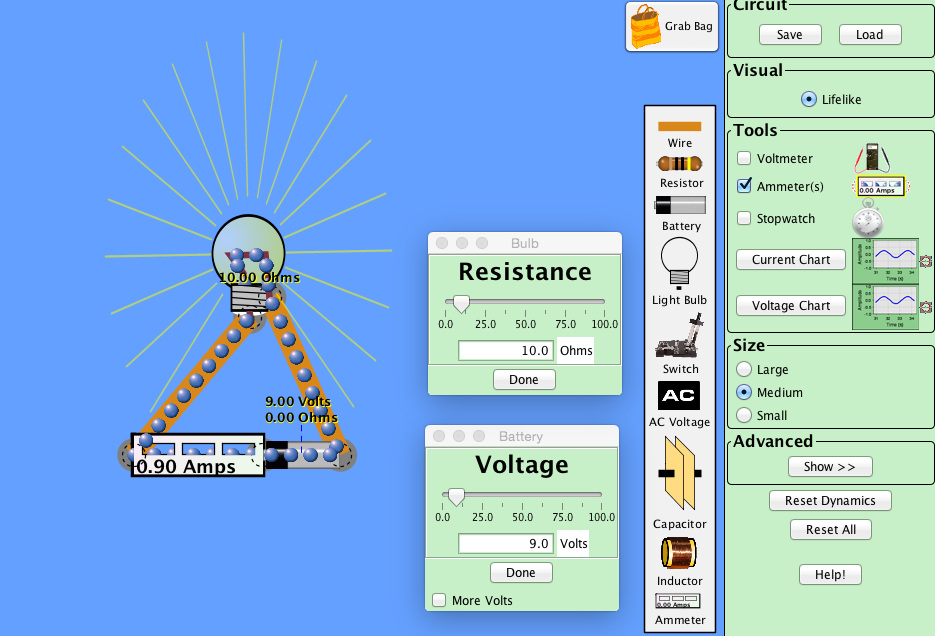 Grab Bag
10.00 Ohms
9.00 Volts
0.00 Ohms
0.90 Amps
Bulb
Resistance
0.0 25.0 50.0 75.0 100.0
10.0 Ohms
Done
Battery
Voltage
0.0 25.0 50.0 75.0 100.0
9.0 Volts
Done
More Volts
Wire
Resistor
Battery
Light Bulb
Switch
AC
AC Voltage
Capacitor
Inductor
0.00 Amps
Ammeter
Circuit
Save Load
Visual
Lifelike
Tools
Voltmeter
Ammeter(s)
0.00 Amps
Stopwatch
Current Chart
Amplitude
Time (s)
Voltage Chart
Amplitude
Time (s)
Size
Large
Medium
Small
Advanced
Show >>
Reset Dynamics
Reset All
Help!